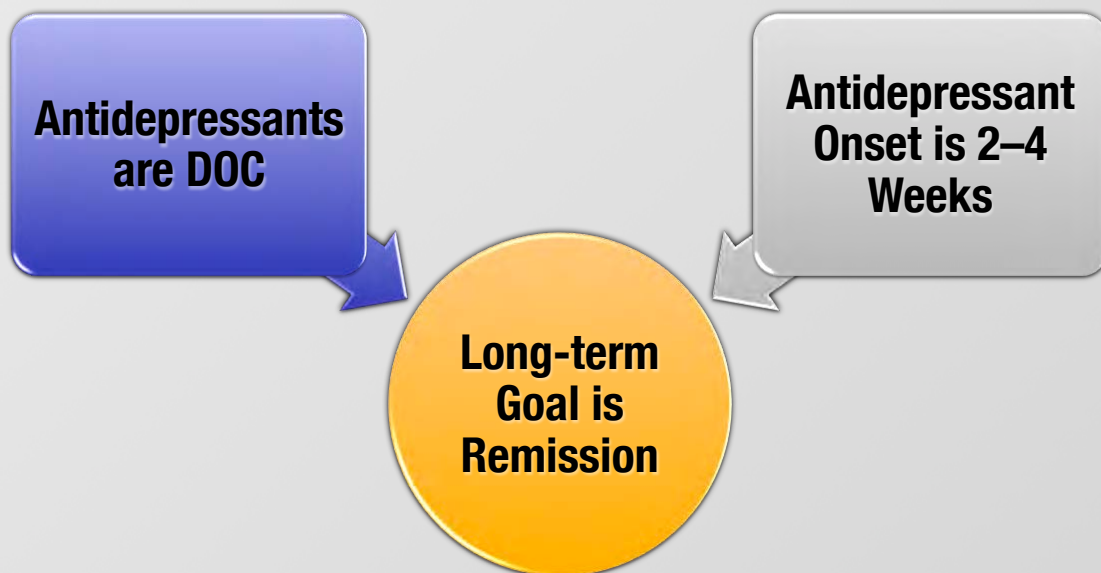 Antidepressants
are DOC
Antidepressant
Onset is 2–4
Weeks
Long-term
Goal is
Remission